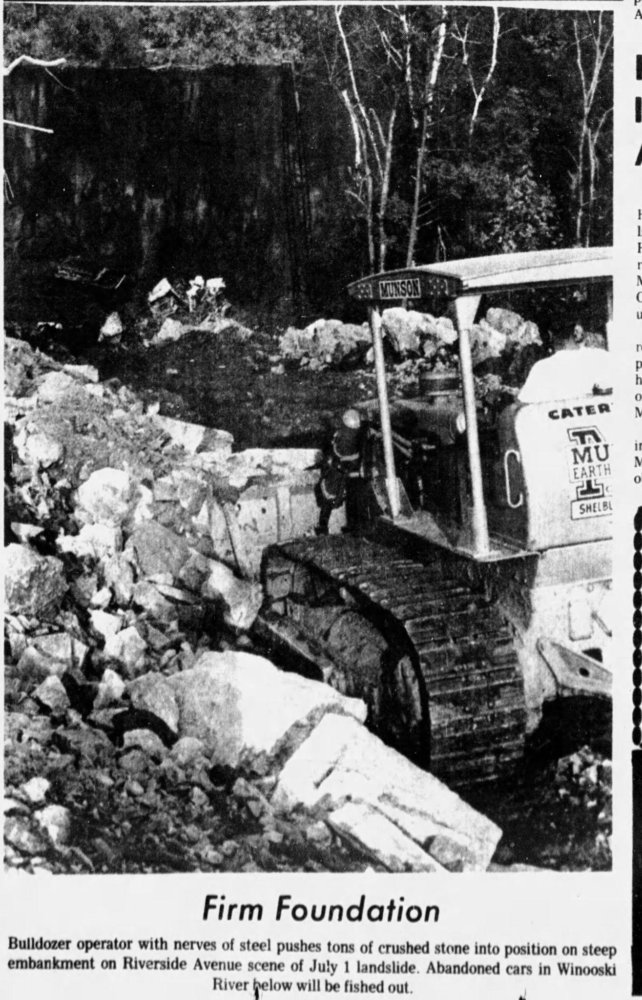 MUNSON
CATER
MU
EARTH
C
SHELBU
2
Firm Foundation
Bulldozer operator with nerves of steel pushes tons of crushed stone into position on steep
embankment on Riverside Avenue scene of July 1 landslide. Abandoned cars in Winooski
River below will be fished out.